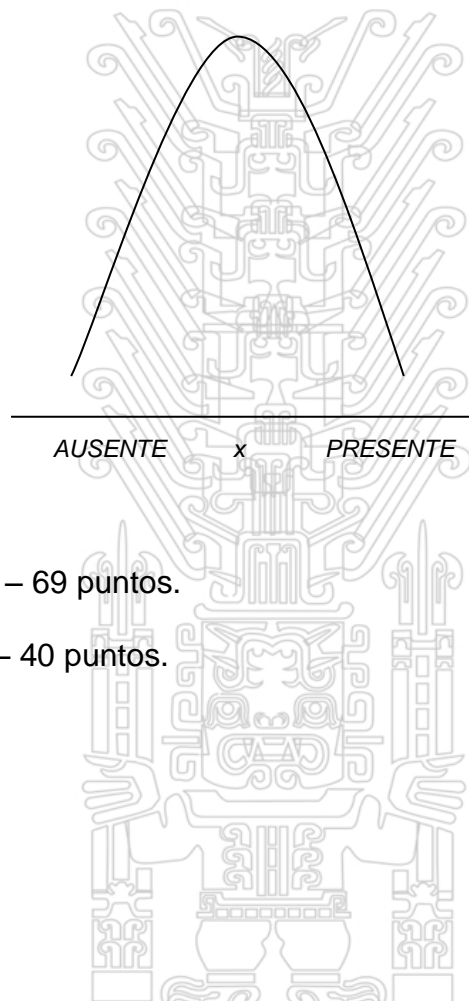 AUSENTE x PRESENTE
– 69 puntos.
– 40 puntos.